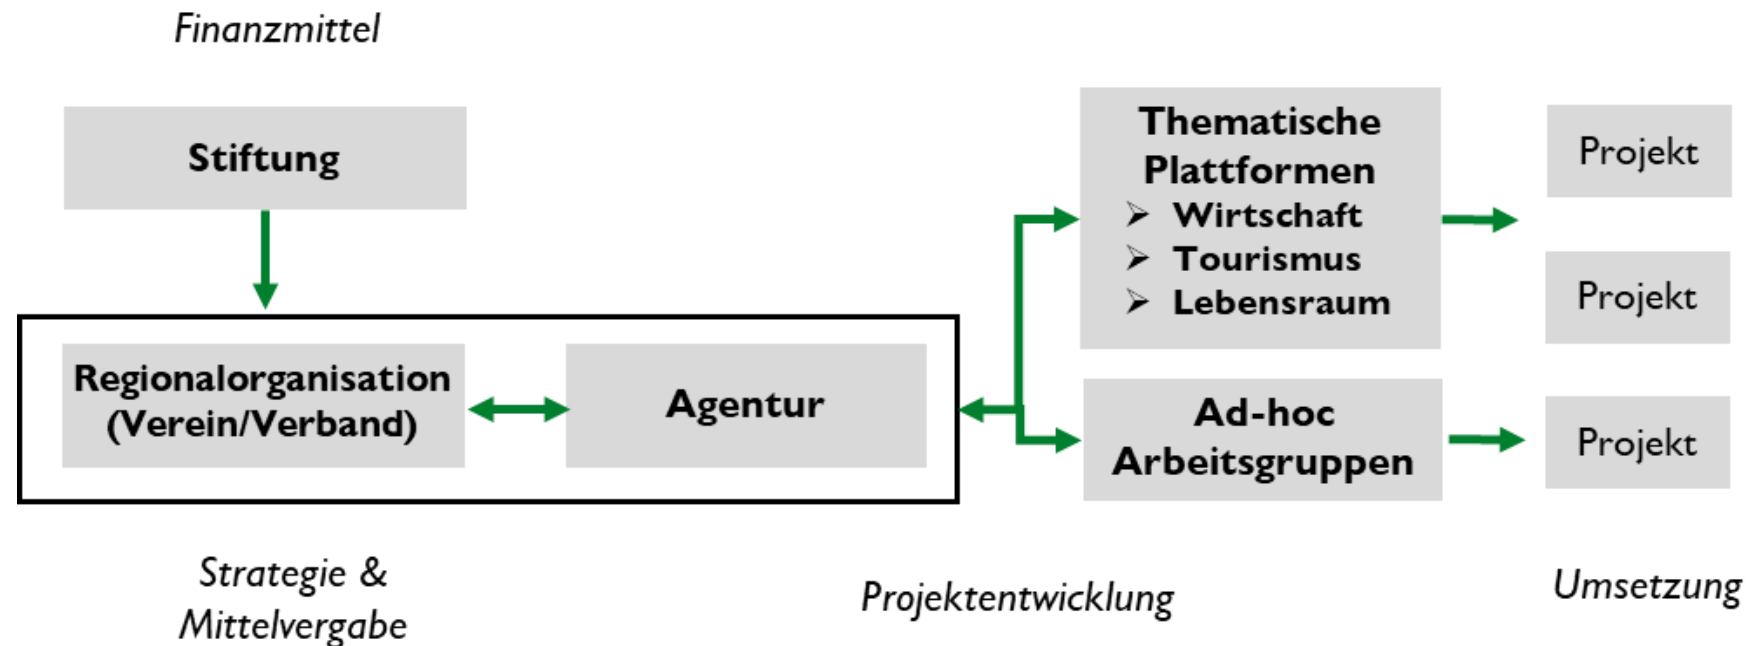 Finanzmittel
Stiftung
Regionalorganisation
(Verein/Verband)
Agentur
Thematische
Plattformen
➢ Wirtschaft
➢ Tourismus
➢ Lebensraum
Ad-hoc
Arbeitsgruppen
Projekt
Projekt
Projekt
Strategie &
Mittelvergabe
Projektentwicklung
Umsetzung